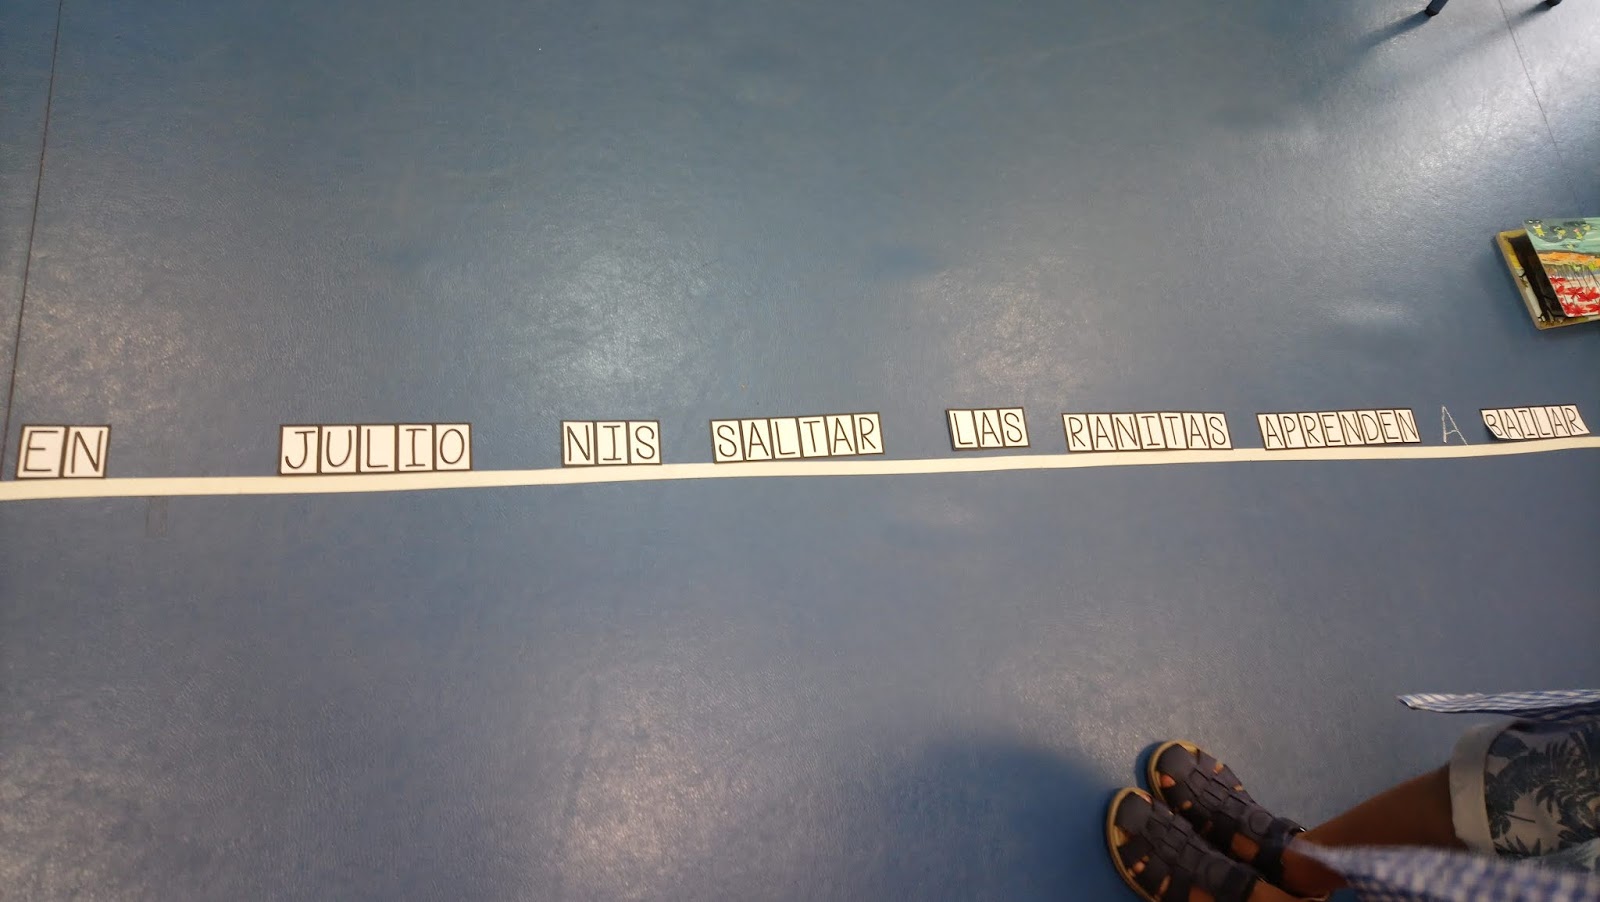 EN JULIO NIS SALTAR LAS RANITAS APRENDEN A BAILAR